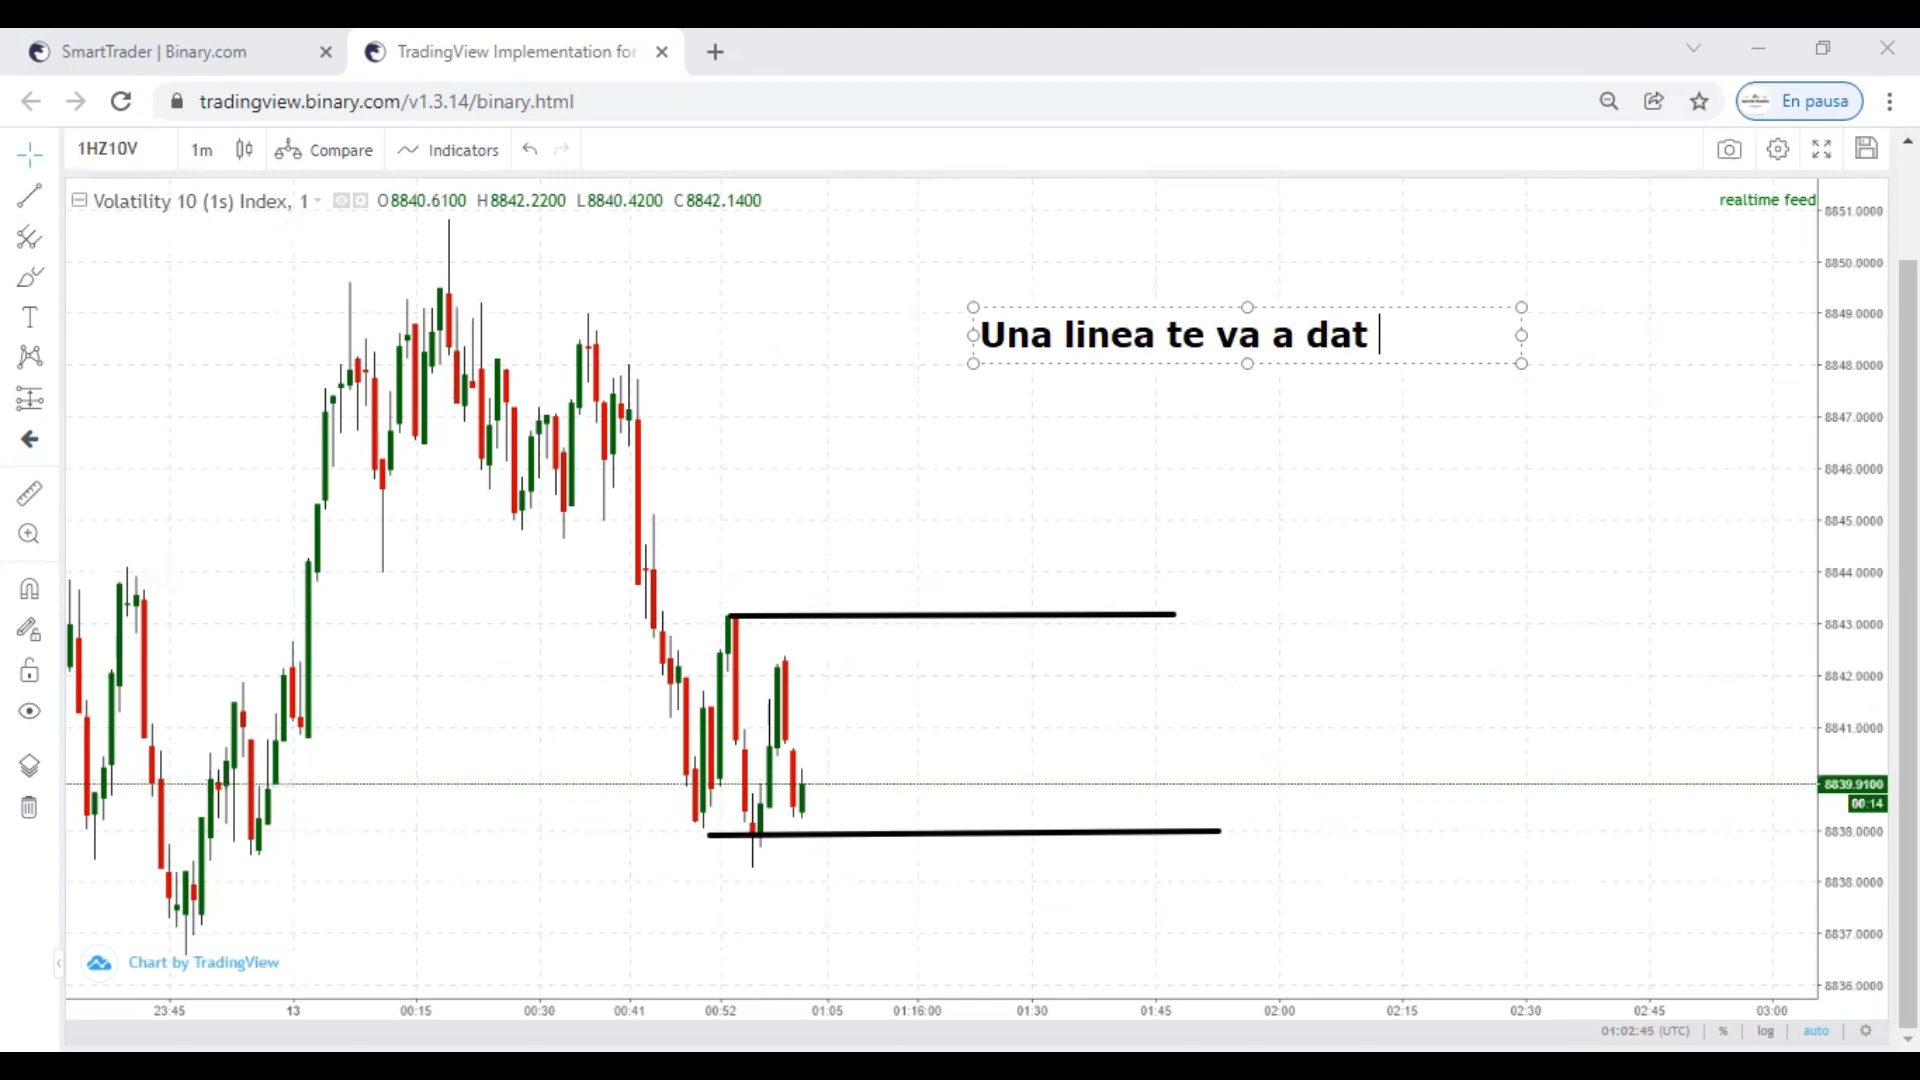 SmartTrader | Binary.com
TradingView Implementation for
tradingview.binary.com/v1.3.14/binary.html
En pausa
1HZ10V
1m
Compare
Indicators
Volatility 10 (1s) Index, 1
O8840.6100 H8842.2200 L8840.4200 C8842.1400
realtime feed
Una linea te va a dat
8851.0000
8850.0000
8849.0000
8848.0000
8847.0000
8846.0000
8845.0000
8844.0000
8843.0000
8842.0000
8841.0000
8839.9100
00:14
8838.0000
8837.0000
8836.0000
Chart by TradingView
23:45 13 00:15 00:30 00:41 00:52 01:05 01:16:00 01:30 01:45 02:00 02:15 02:30 02:45 03:00
01:02:45 (UTC) % log auto